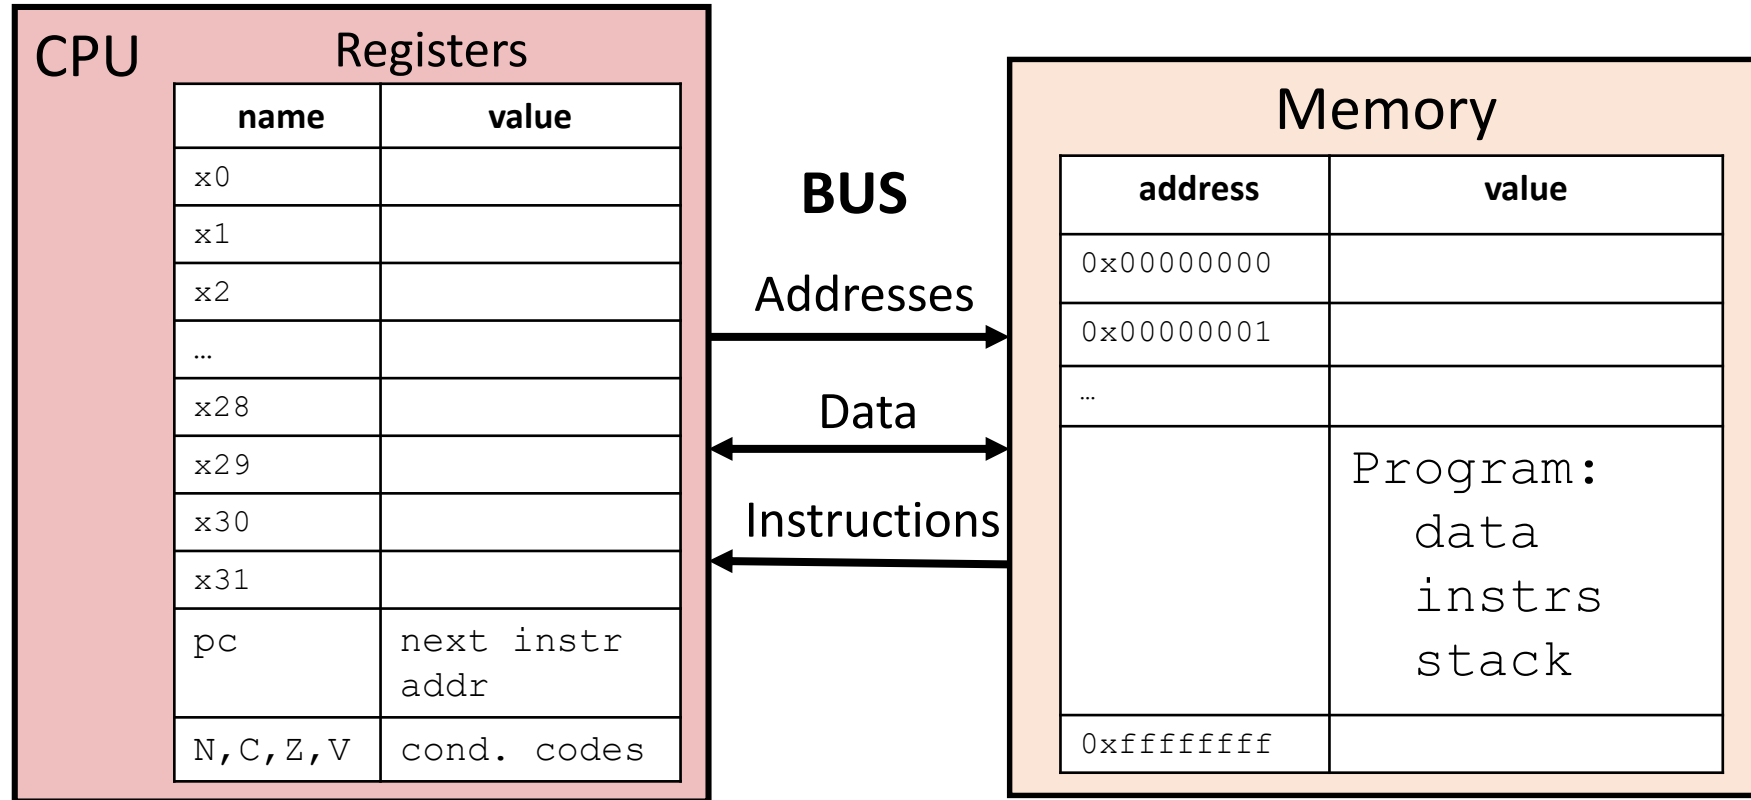 CPU
Registers
name value
x0
x1
x2
…
x28
x29
x30
x31
pc next instr
addr
N,C,Z,V cond. codes
BUS
Addresses
Data
Instructions
Memory
address value
0x00000000
0x00000001
…
Program:
data
instrs
stack
0xffffffff